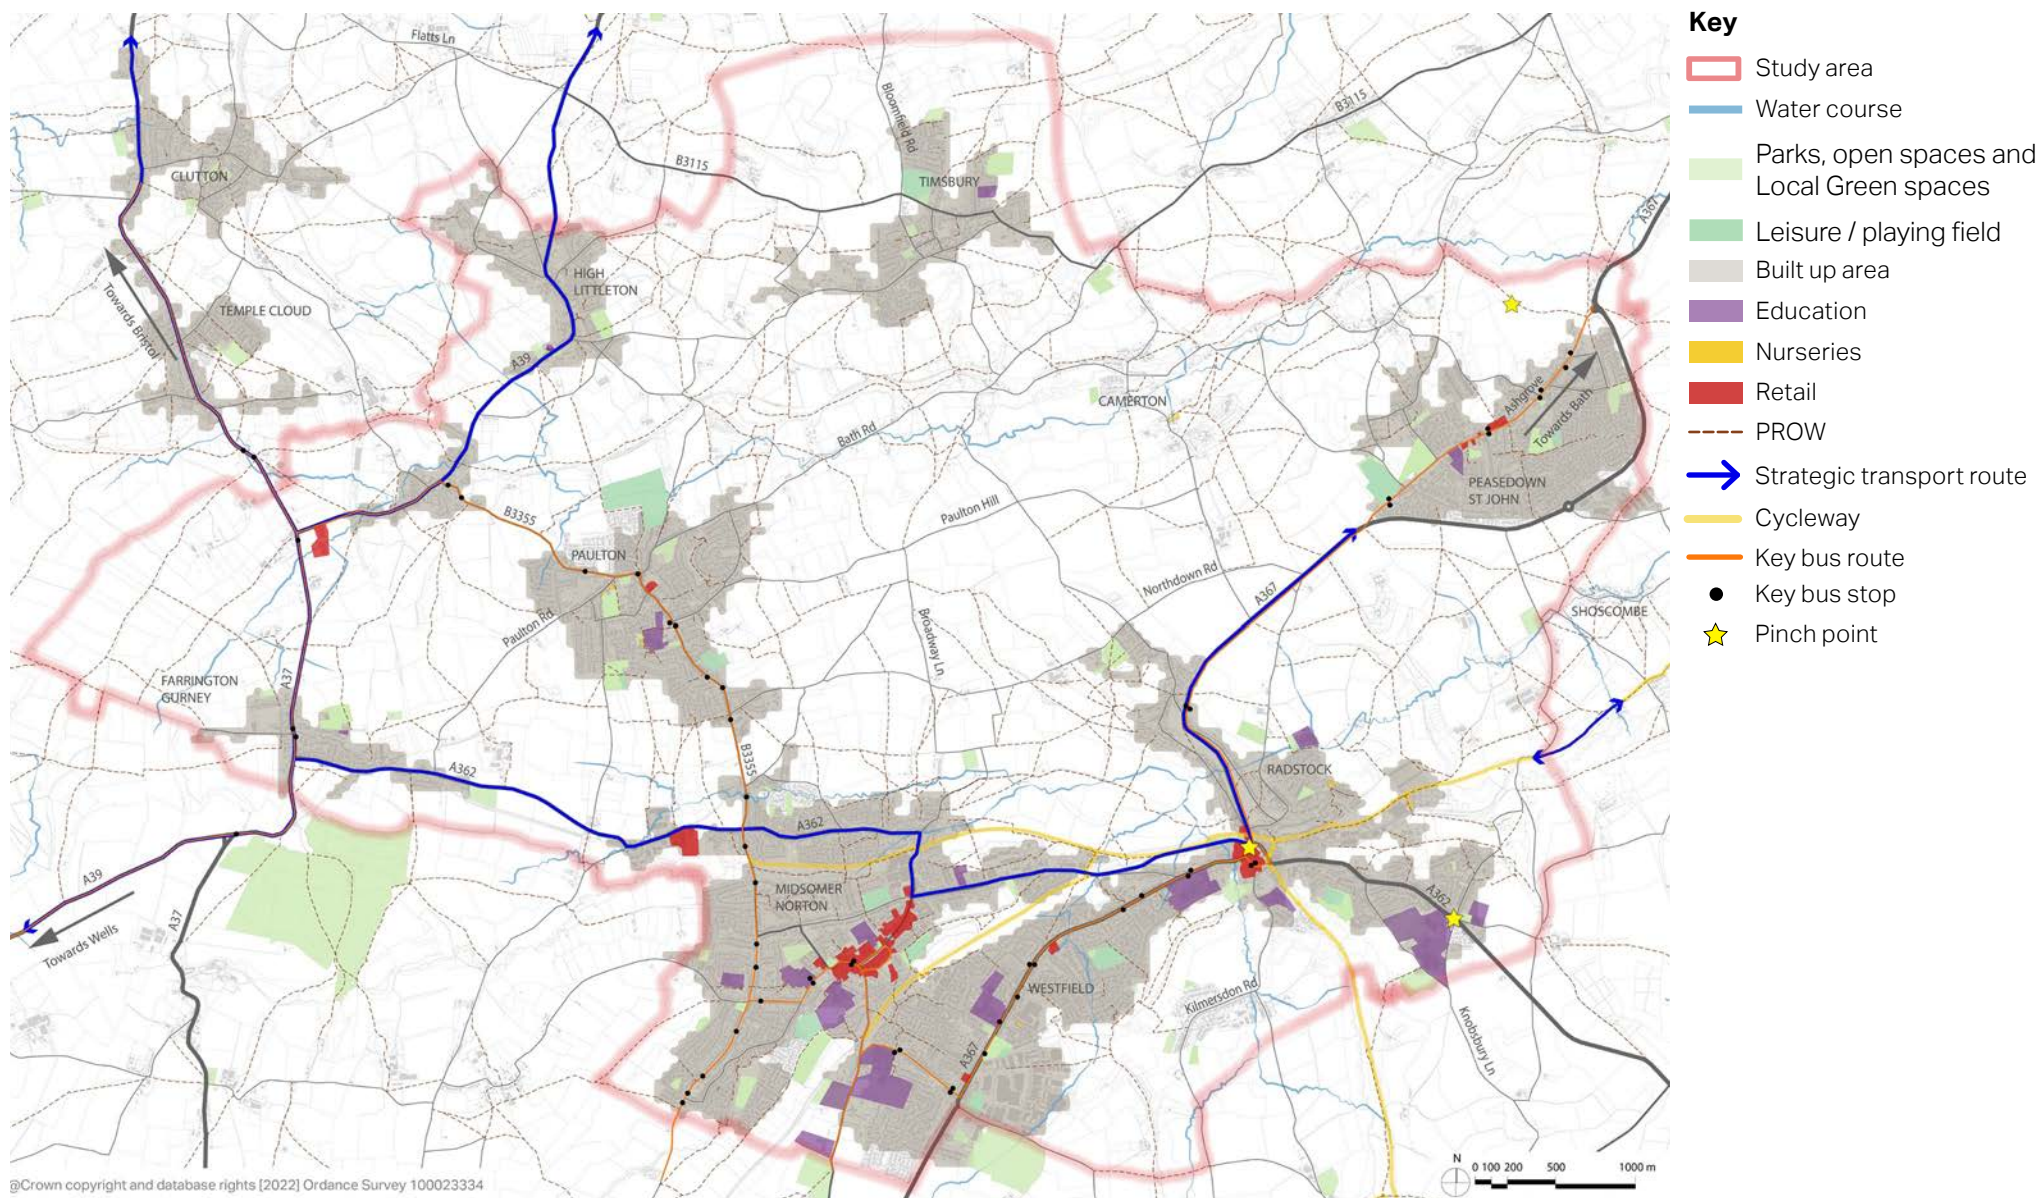 Key
Study area
Water course
Parks, open spaces and
Local Green spaces
Leisure / playing field
Built up area
Education
Nurseries
Retail
PROW
Strategic transport route
Cycleway
Key bus route
Key bus stop
Pinch point
Flatts Ln
Bloomfield Rd
B3115
B3115
CLUTTON
TIMSBURY
A367
HIGH
LITTLETON
TEMPLE CLOUD
Towards Bristol
A39
CAMERTON
Ashgrove
Towards Bath
Bath Rd
PEASEDOWN
ST JOHN
B3355
Paulton Hill
PAULTON
Northdown Rd
A367
SHOSCOMBE
Paulton Rd
Broadway Ln
FARRINGTON
GURNEY
A37
B3355
A362
RADSTOCK
A362
A39
MIDSOMER
NORTON
A362
A37
Towards Wells
WESTFIELD
Kilmersdon Rd
A367
Knobsbury Ln
N
0 100 200 500 1000 m
@Crown copyright and database rights [2022] Ordance Survey 100023334